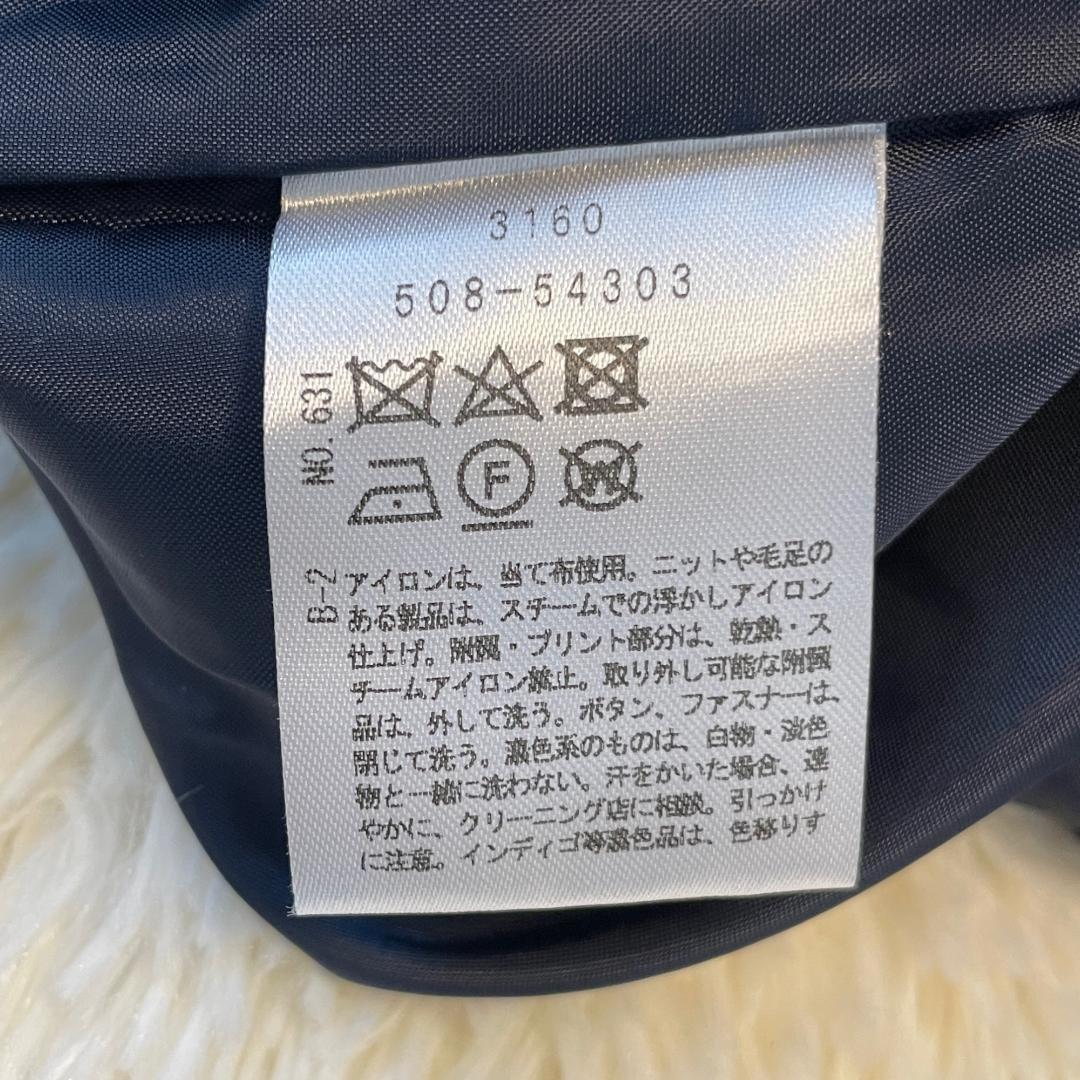 3160
508-54303
NO.631
F
W
B-2
アイロンは、当て布使用。ニットや毛足の
ある製品は、スチームでの浮かしアイロン
仕上げ。附属・プリント部分は、乾熱・ス
チームアイロン禁止。取り外し可能な附属
品は、外して洗う。ボタン、ファスナーは、
閉じて洗う。濃色系のものは、白物・淡色
物と一緒に洗わない。汗をかいた場合、速
やかに、クリーニング店に相談。引っかけ
に注意。インディゴ等濃色品は、色移りす